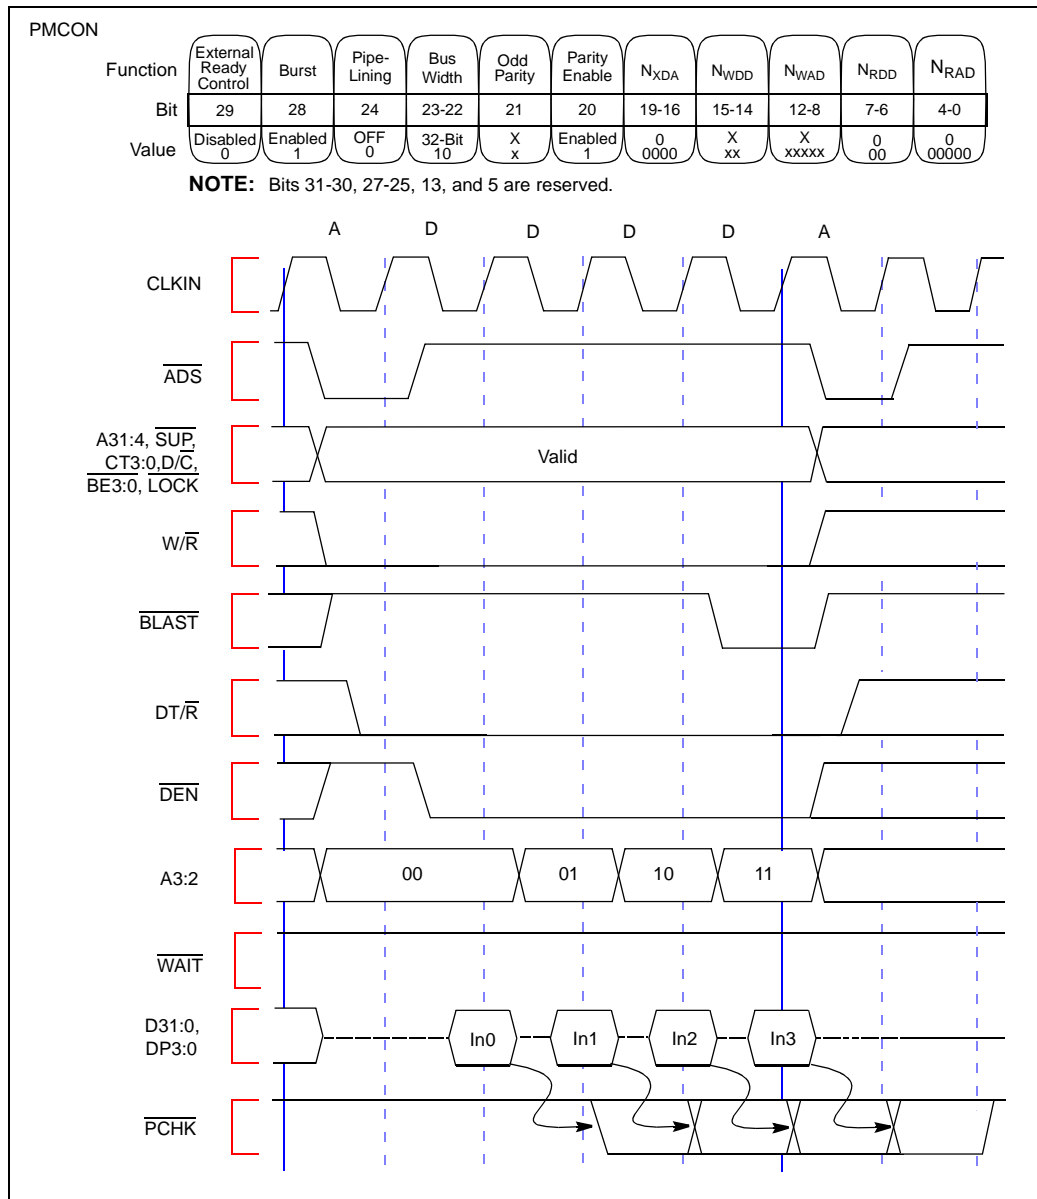 PMCON
Function External Ready Control Burst Pipe-Lining Bus Width Odd Parity Parity Enable NXDA NWDD NWAD NRDD NRAD
Bit 29 28 24 23-22 21 20 19-16 15-14 12-8 7-6 4-0
Value Disabled 0 Enabled 1 OFF 0 32-Bit 10 X x Enabled 1 0 0000 X xx X xxxxx 0 00 0 00000
NOTE: Bits 31-30, 27-25, 13, and 5 are reserved.
A D D D D A
CLKIN
ADS
A31:4, SUP,
CT3:0,D/C,
BE3:0, LOCK
Valid
W/R
BLAST
DT/R
DEN
A3:2 00 01 10 11
WAIT
D31:0,
DP3:0
In0 In1 In2 In3
PCHK